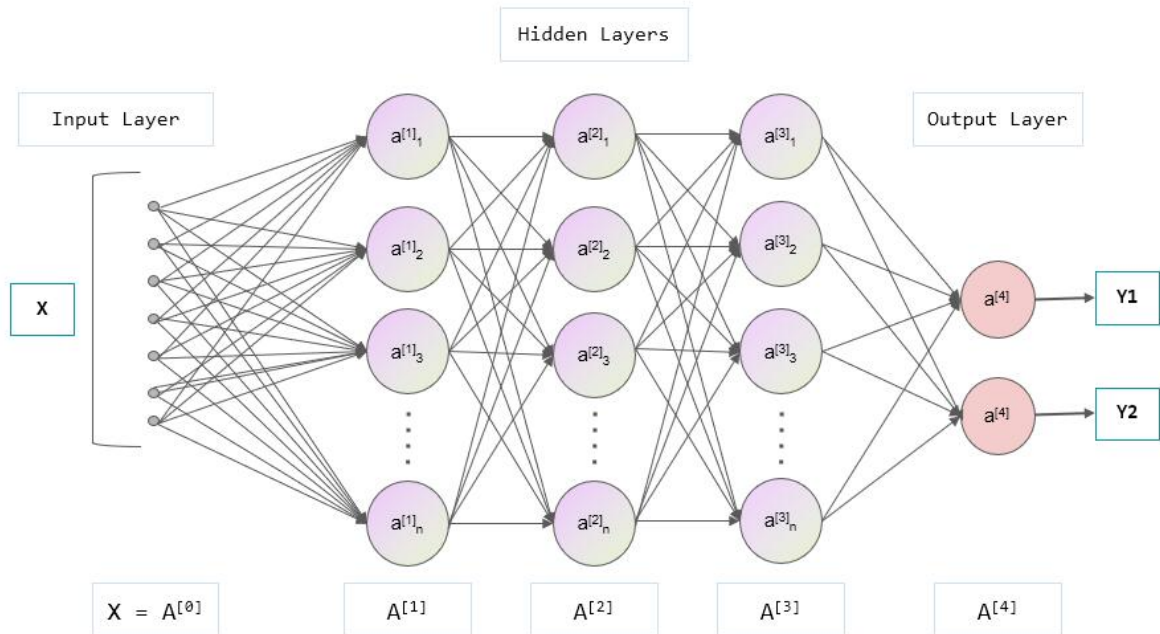 Hidden Layers
Input Layer
Output Layer
X
a[1]1
a[1]2
a[1]3
a[1]n
a[2]1
a[2]2
a[2]3
a[2]n
a[3]1
a[3]2
a[3]3
a[3]n
a[4]
a[4]
Y1
Y2
X = A[0]
A[1]
A[2]
A[3]
A[4]